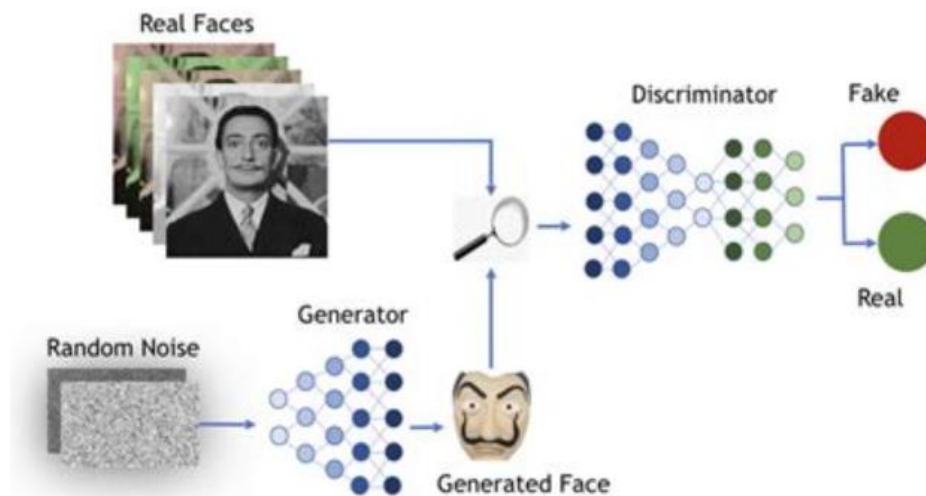 Real Faces
Discriminator
Fake
Real
Generator
Random Noise
Generated Face